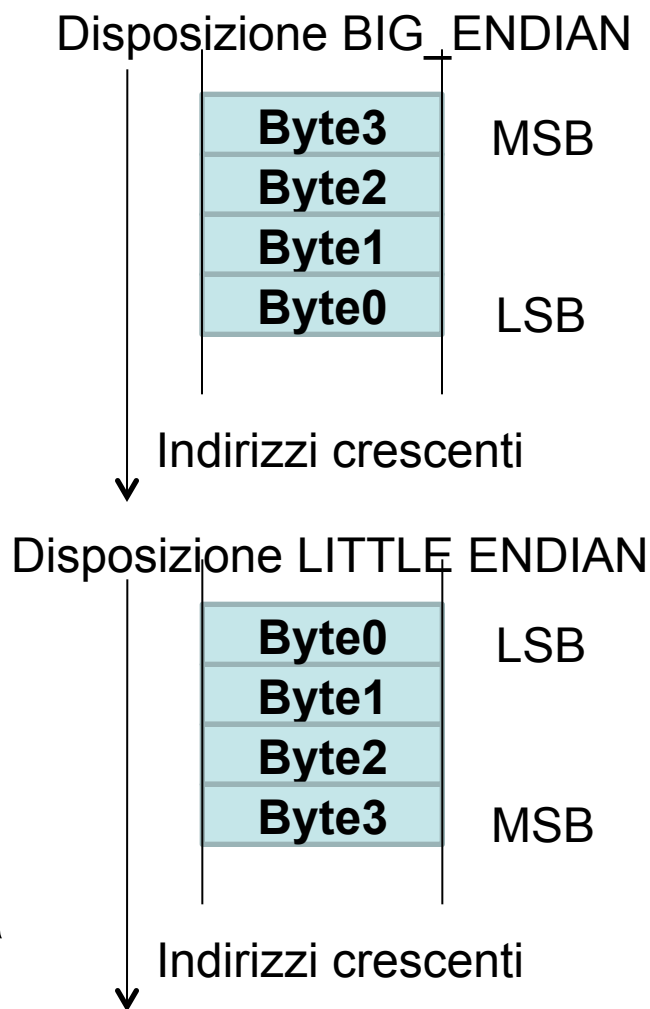 Disposizione BIG_ENDIAN
Byte3 MSB
Byte2
Byte1
Byte0 LSB
Indirizzi crescenti
Disposizione LITTLE ENDIAN
Byte0 LSB
Byte1
Byte2
Byte3 MSB
Indirizzi crescenti